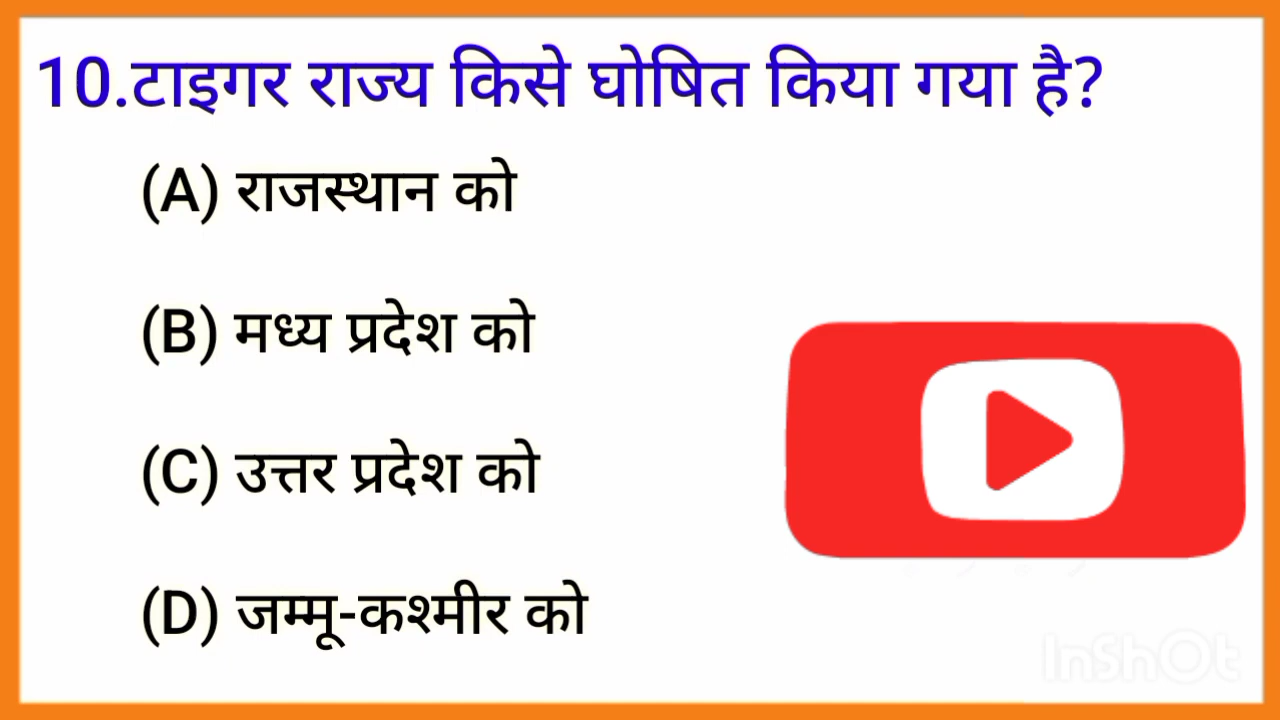 10.टाइगर राज्य किसे घोषित किया गया है?
(A) राजस्थान को
(B) मध्य प्रदेश को
(C) उत्तर प्रदेश को
(D) जम्मू-कश्मीर को
InShOt